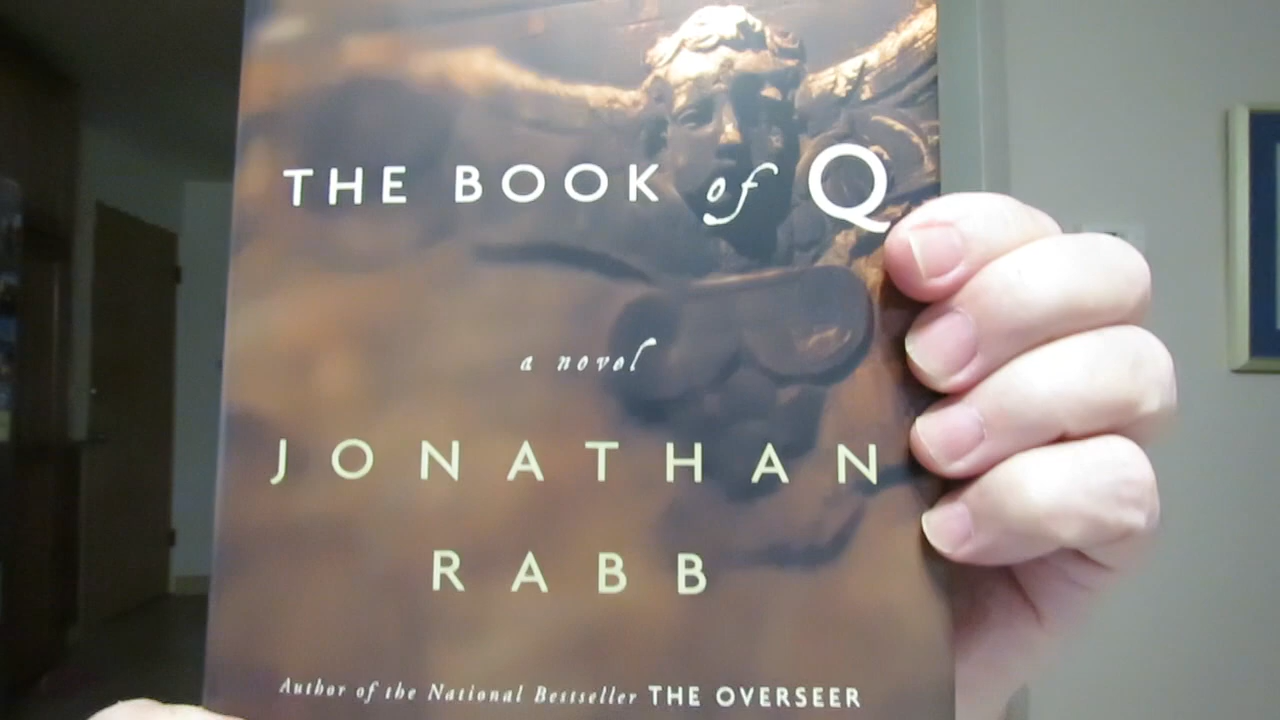 THE BOOK of Q
a novel
JONATHAN
RABB
Author of the National Bestseller THE OVERSEER